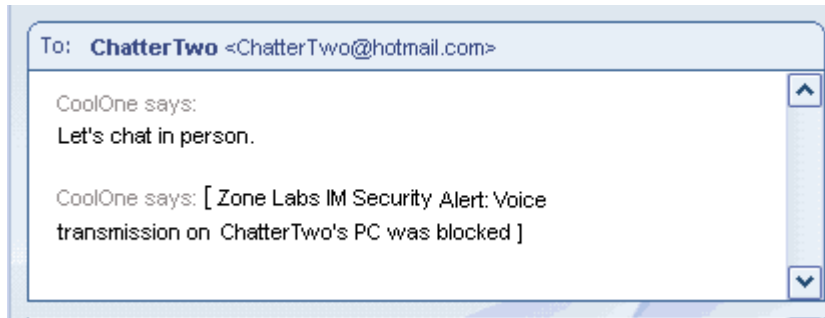 To: ChatterTwo <ChatterTwo@hotmail.com>
CoolOne says:
Let's chat in person.
CoolOne says: [ Zone Labs IM Security Alert: Voice
transmission on ChatterTwo's PC was blocked ]